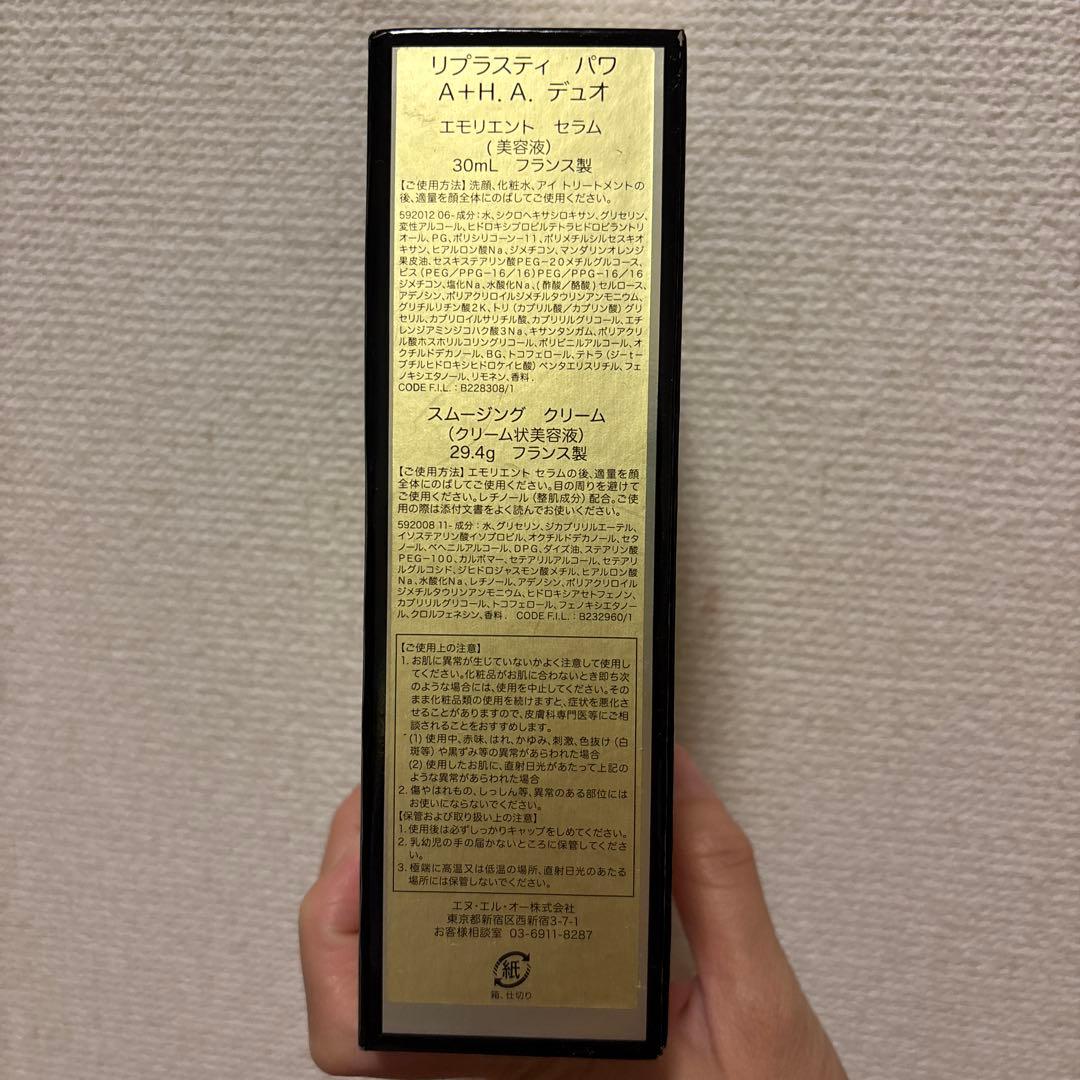 リプラスティ　パワ
A+H. A.　デュオ
エモリエント　セラム
(美容液)
30mL　フランス製
【ご使用方法】洗顔、化粧水、アイ トリートメントの
後、適量を顔全体にのばしてご使用ください。
592012 06-成分：水、シクロヘキサシロキサン、グリセリン、
変性アルコール、ヒドロキシプロピルテトラヒドロピラントリ
オール、PG、ポリシリコーン-11、ポリメチルシルセスキオ
キサン、ヒアルロン酸Na、ジメチコン、マンダリンオレンジ
果皮油、セスキステアリン酸PEG-20メチルグルコース、
ビス(PEG／PPG-16／16)PEG／PPG-16／16
ジメチコン、塩化Na、水酸化Na、(酢酸／酪酸)セルロース、
アデノシン、ポリアクリロイルジメチルタウリンアンモニウム、
グリチルリチン酸2K、トリ(カプリル酸／カプリン酸)グリ
セリル、カプリロイルサリチル酸、カプリリルグリコール、エチ
レンジアミンジコハク酸3Na、キサンタンガム、ポリアクリ
ル酸ホスホリルコリングリコール、ポリビニルアルコール、オ
クチルドデカノール、BG、トコフェロール、テトラ(ジ-t-
ブチルヒドロキシヒドロケイヒ酸)ペンタエリスリチル、フェ
ノキシエタノール、リモネン、香料．
CODE F.I.L.：B228308/1
スムージング　クリーム
(クリーム状美容液)
29.4g　フランス製
【ご使用方法】エモリエント セラムの後、適量を顔
全体にのばしてご使用ください。目の周りを避けて
ご使用ください。レチノール(整肌成分)配合。ご使
用の際は添付文書をよく読んでお使いください。
592008 11-成分：水、グリセリン、ジカプリリルエーテル、
イソステアリン酸イソプロピル、オクチルドデカノール、セタ
ノール、ベヘニルアルコール、DPG、ダイズ油、ステアリン酸
PEG-100、カルボマー、セテアリルアルコール、セテアリ
ルグルコシド、ジヒドロジャスモン酸メチル、ヒアルロン酸
Na、水酸化Na、レチノール、アデノシン、ポリアクリロイル
ジメチルタウリンアンモニウム、ヒドロキシアセトフェノン、
カプリリルグリコール、トコフェロール、フェノキシエタノー
ル、クロルフェネシン、香料．　CODE F.I.L.：B232960/1
【ご使用上の注意】
1. お肌に異常が生じていないかよく注意して使用し
てください。化粧品がお肌に合わないとき即ち次
のような場合には、使用を中止してください。その
まま化粧品類の使用を続けますと、症状を悪化さ
せることがありますので、皮膚科専門医等にご相
談されることをおすすめします。
(1) 使用中、赤味、はれ、かゆみ、刺激、色抜け(白
斑等)や黒ずみ等の異常があらわれた場合
(2) 使用したお肌に、直射日光があたって上記の
ような異常があらわれた場合
2. 傷やはれもの、しっしん等、異常のある部位には
お使いにならないでください。
【保管および取り扱い上の注意】
1. 使用後は必ずしっかりキャップをしめてください。
2. 乳幼児の手の届かないところに保管してくださ
い。
3. 極端に高温又は低温の場所、直射日光のあたる
場所には保管しないでください。
エヌ・エル・オー株式会社
東京都新宿区西新宿3-7-1
お客様相談室　03-6911-8287
紙
箱、仕切り